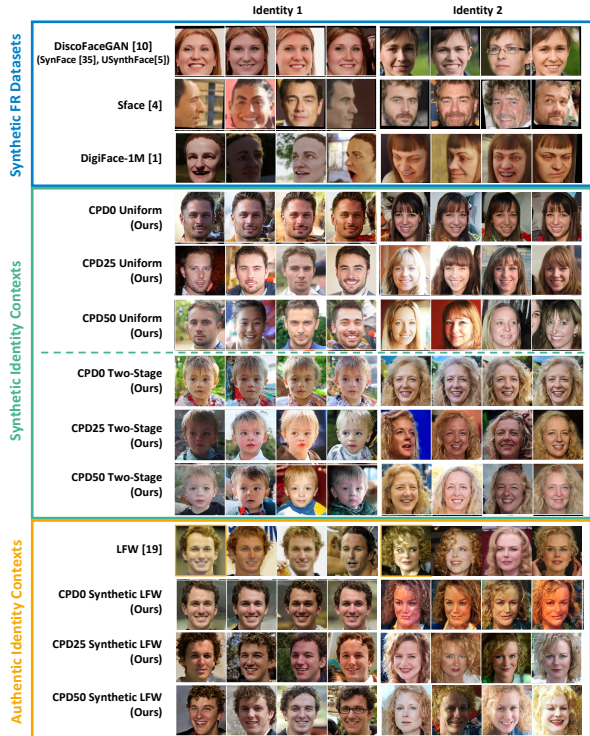 Identity 1
Identity 2
Synthetic FR Datasets
DiscoFaceGAN [10]
(SynFace [35], USynthFace[5])
Sface [4]
DigiFace-1M [1]
Synthetic Identity Contexts
CPD0 Uniform
(Ours)
CPD25 Uniform
(Ours)
CPD50 Uniform
(Ours)
CPD0 Two-Stage
(Ours)
CPD25 Two-Stage
(Ours)
CPD50 Two-Stage
(Ours)
Authentic Identity Contexts
LFW [19]
CPD0 Synthetic LFW
(Ours)
CPD25 Synthetic LFW
(Ours)
CPD50 Synthetic LFW
(Ours)